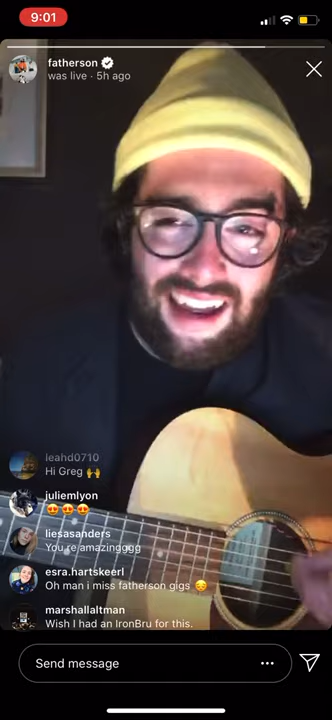 9:01
fatherson
was live · 5h ago
leahd0710
Hi Greg 🙌
juliemlyon
😍😍😍
liesasanders
You're amazinggg
esra.hartskeerl
Oh man i miss fatherson gigs 😔
marshallaltman
Wish I had an IronBru for this.
Send message